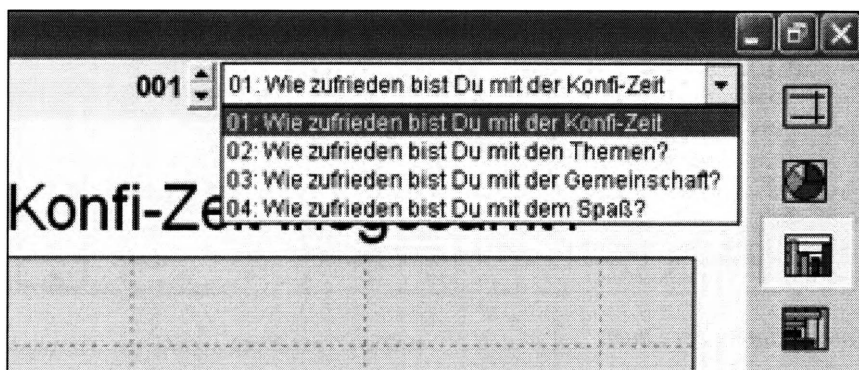 001
01: Wie zufrieden bist Du mit der Konfi-Zeit
01: Wie zufrieden bist Du mit der Konfi-Zeit
02: Wie zufrieden bist Du mit den Themen?
03: Wie zufrieden bist Du mit der Gemeinschaft?
04: Wie zufrieden bist Du mit dem Spaß?
Konfi-Zeit insgesamt?